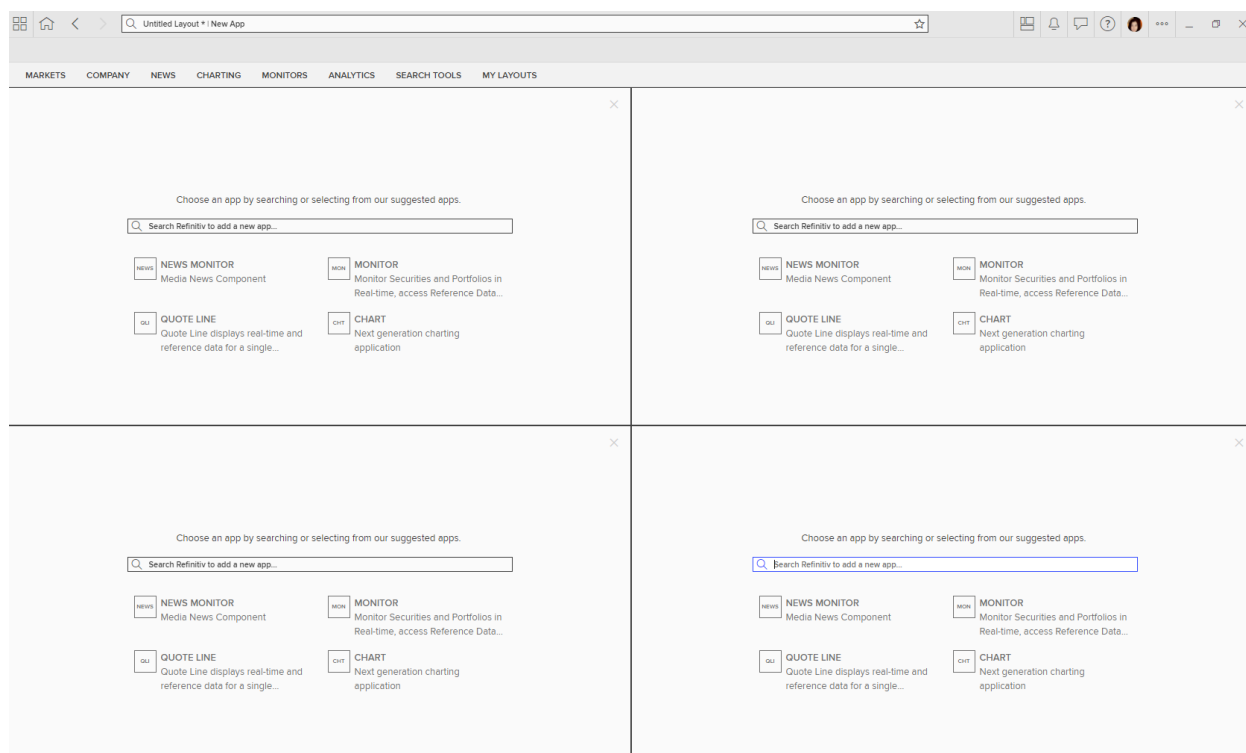 Untitled Layout * | New App
MARKETS COMPANY NEWS CHARTING MONITORS ANALYTICS SEARCH TOOLS MY LAYOUTS
Choose an app by searching or selecting from our suggested apps.
Search Refinitiv to add a new app...
NEWS
NEWS MONITOR
Media News Component
MON
MONITOR
Monitor Securities and Portfolios in
Real-time, access Reference Data...
QLI
QUOTE LINE
Quote Line displays real-time and
reference data for a single...
CHT
CHART
Next generation charting
application
Choose an app by searching or selecting from our suggested apps.
Search Refinitiv to add a new app...
NEWS
NEWS MONITOR
Media News Component
MON
MONITOR
Monitor Securities and Portfolios in
Real-time, access Reference Data...
QLI
QUOTE LINE
Quote Line displays real-time and
reference data for a single...
CHT
CHART
Next generation charting
application
Choose an app by searching or selecting from our suggested apps.
Search Refinitiv to add a new app...
NEWS
NEWS MONITOR
Media News Component
MON
MONITOR
Monitor Securities and Portfolios in
Real-time, access Reference Data...
QLI
QUOTE LINE
Quote Line displays real-time and
reference data for a single...
CHT
CHART
Next generation charting
application
Choose an app by searching or selecting from our suggested apps.
Search Refinitiv to add a new app...
NEWS
NEWS MONITOR
Media News Component
MON
MONITOR
Monitor Securities and Portfolios in
Real-time, access Reference Data...
QLI
QUOTE LINE
Quote Line displays real-time and
reference data for a single...
CHT
CHART
Next generation charting
application